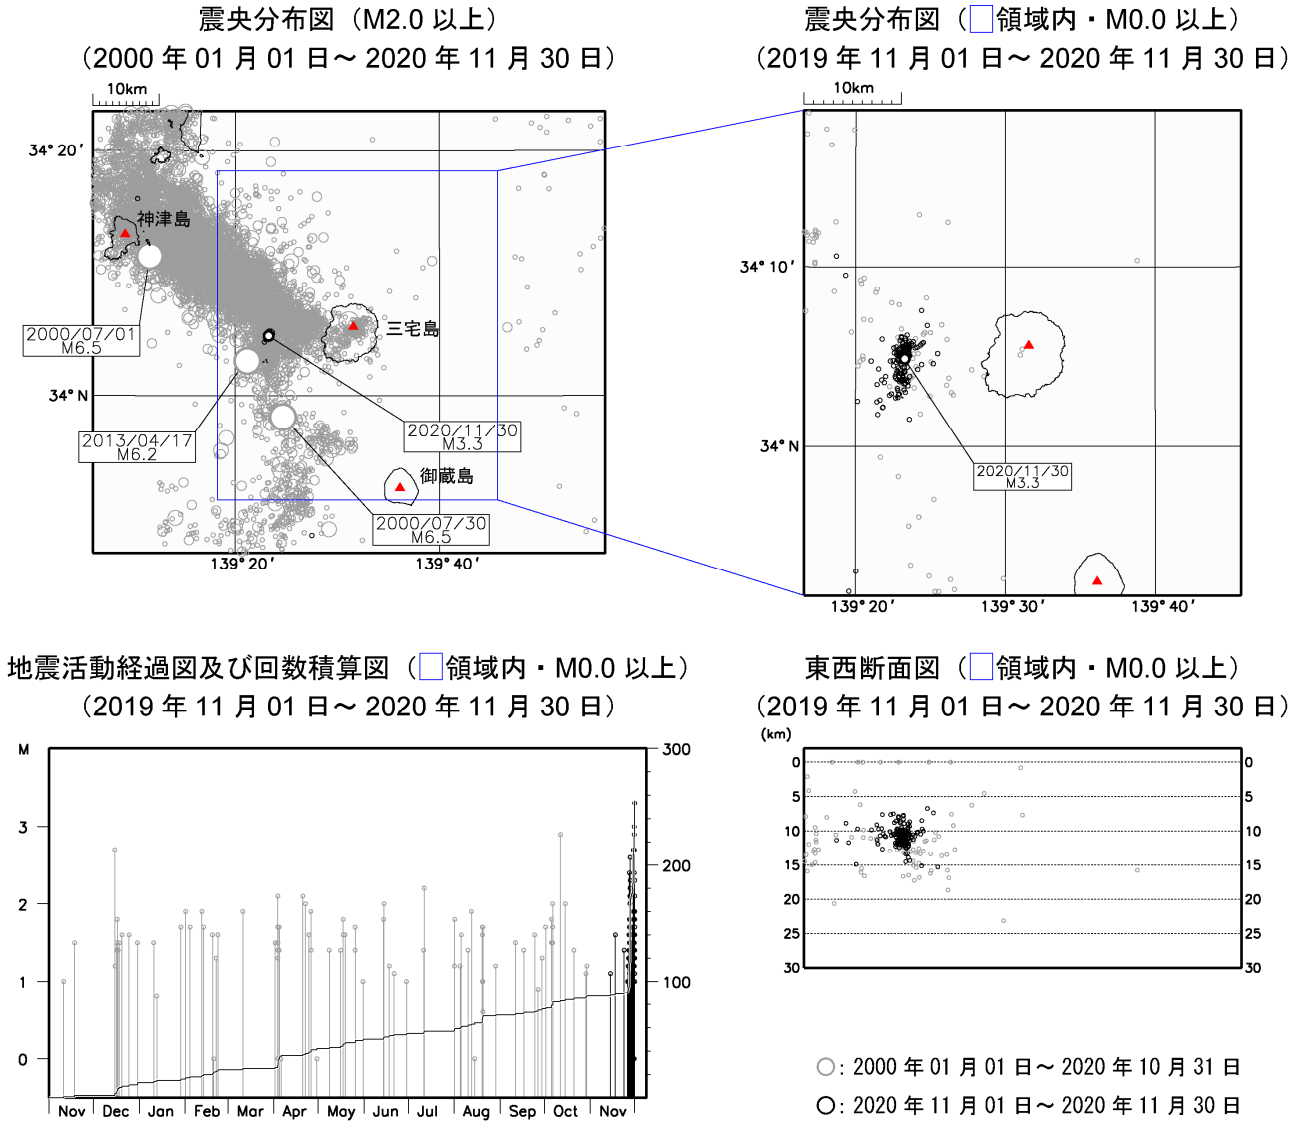 震央分布図（M2.0 以上）
（2000 年 01 月 01 日～ 2020 年 11 月 30 日）
10km
34°20′
34°N
139°20′
139°40′
神津島
三宅島
御蔵島
2000/07/01
M6.5
2013/04/17
M6.2
2020/11/30
M3.3
2000/07/30
M6.5
震央分布図（□領域内・M0.0 以上）
（2019 年 11 月 01 日～ 2020 年 11 月 30 日）
10km
34°10′
34°N
139°20′
139°30′
139°40′
2020/11/30
M3.3
地震活動経過図及び回数積算図（□領域内・M0.0 以上）
（2019 年 11 月 01 日～ 2020 年 11 月 30 日）
M
3
2
1
0
300
200
100
Nov Dec Jan Feb Mar Apr May Jun Jul Aug Sep Oct Nov
東西断面図（□領域内・M0.0 以上）
（2019 年 11 月 01 日～ 2020 年 11 月 30 日）
(km)
0 0
5 5
10 10
15 15
20 20
25 25
30 30
○: 2000 年 01 月 01 日～ 2020 年 10 月 31 日
○: 2020 年 11 月 01 日～ 2020 年 11 月 30 日